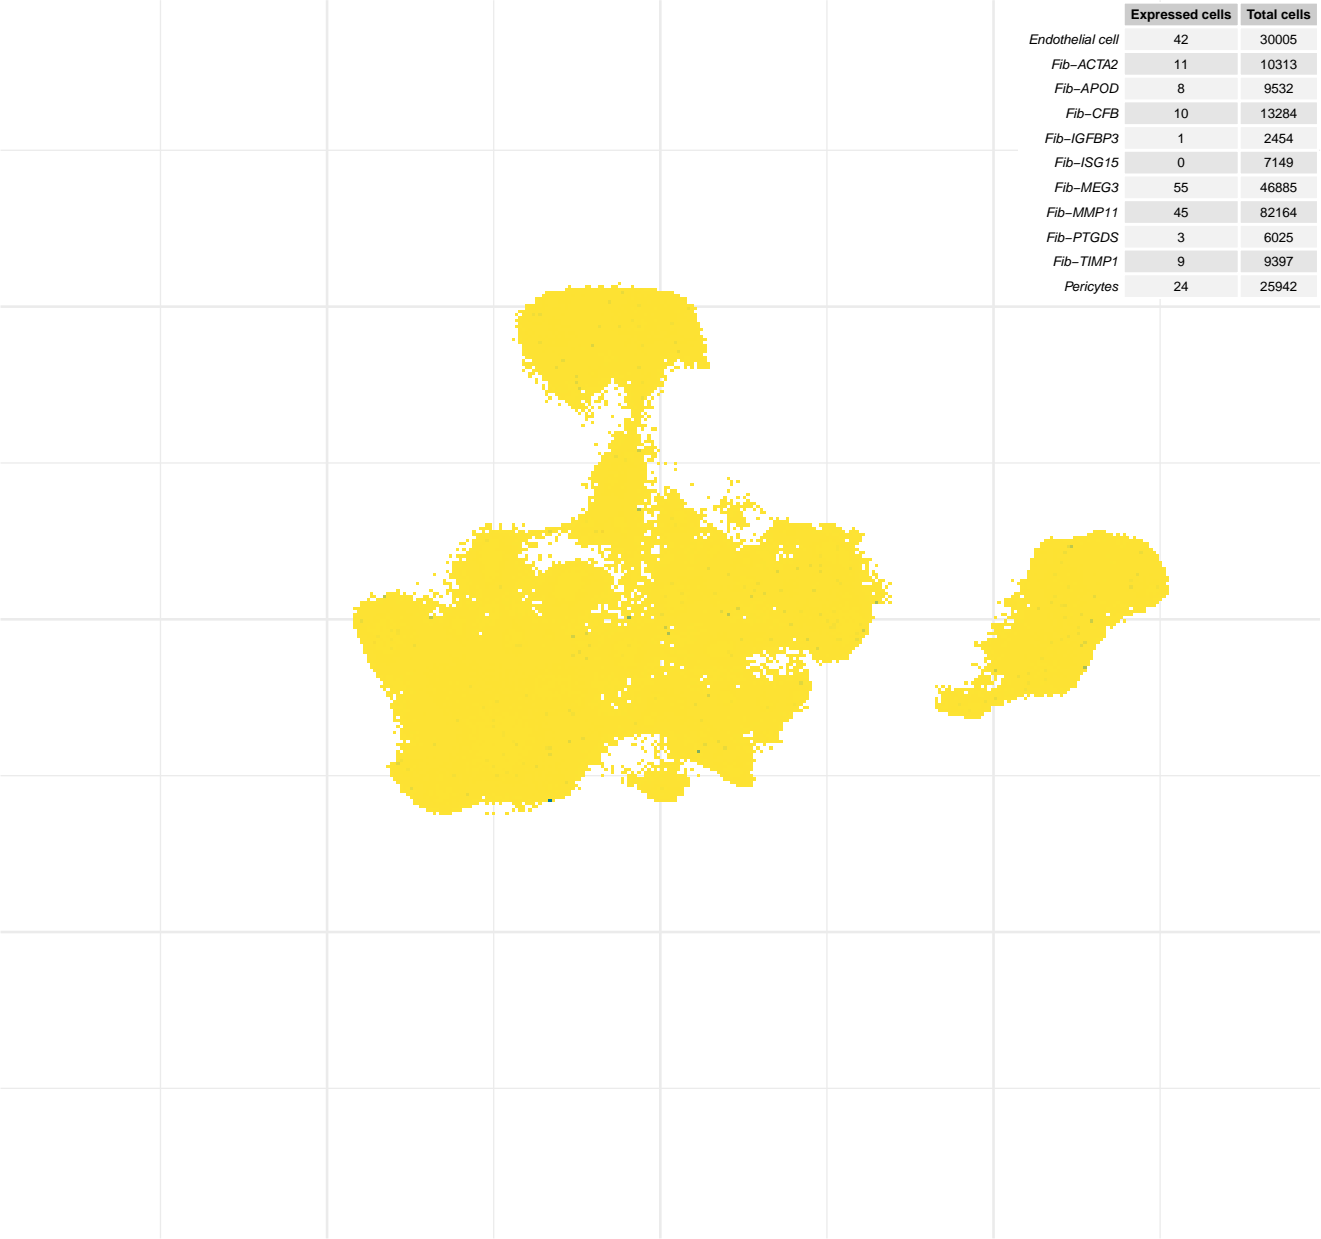 Expressed cells Total cells
Endothelial cell 42 30005
Fib−ACTA2 11 10313
Fib−APOD 8 9532
Fib−CFB 10 13284
Fib−IGFBP3 1 2454
Fib−ISG15 0 7149
Fib−MEG3 55 46885
Fib−MMP11 45 82164
Fib−PTGDS 3 6025
Fib−TIMP1 9 9397
Pericytes 24 25942